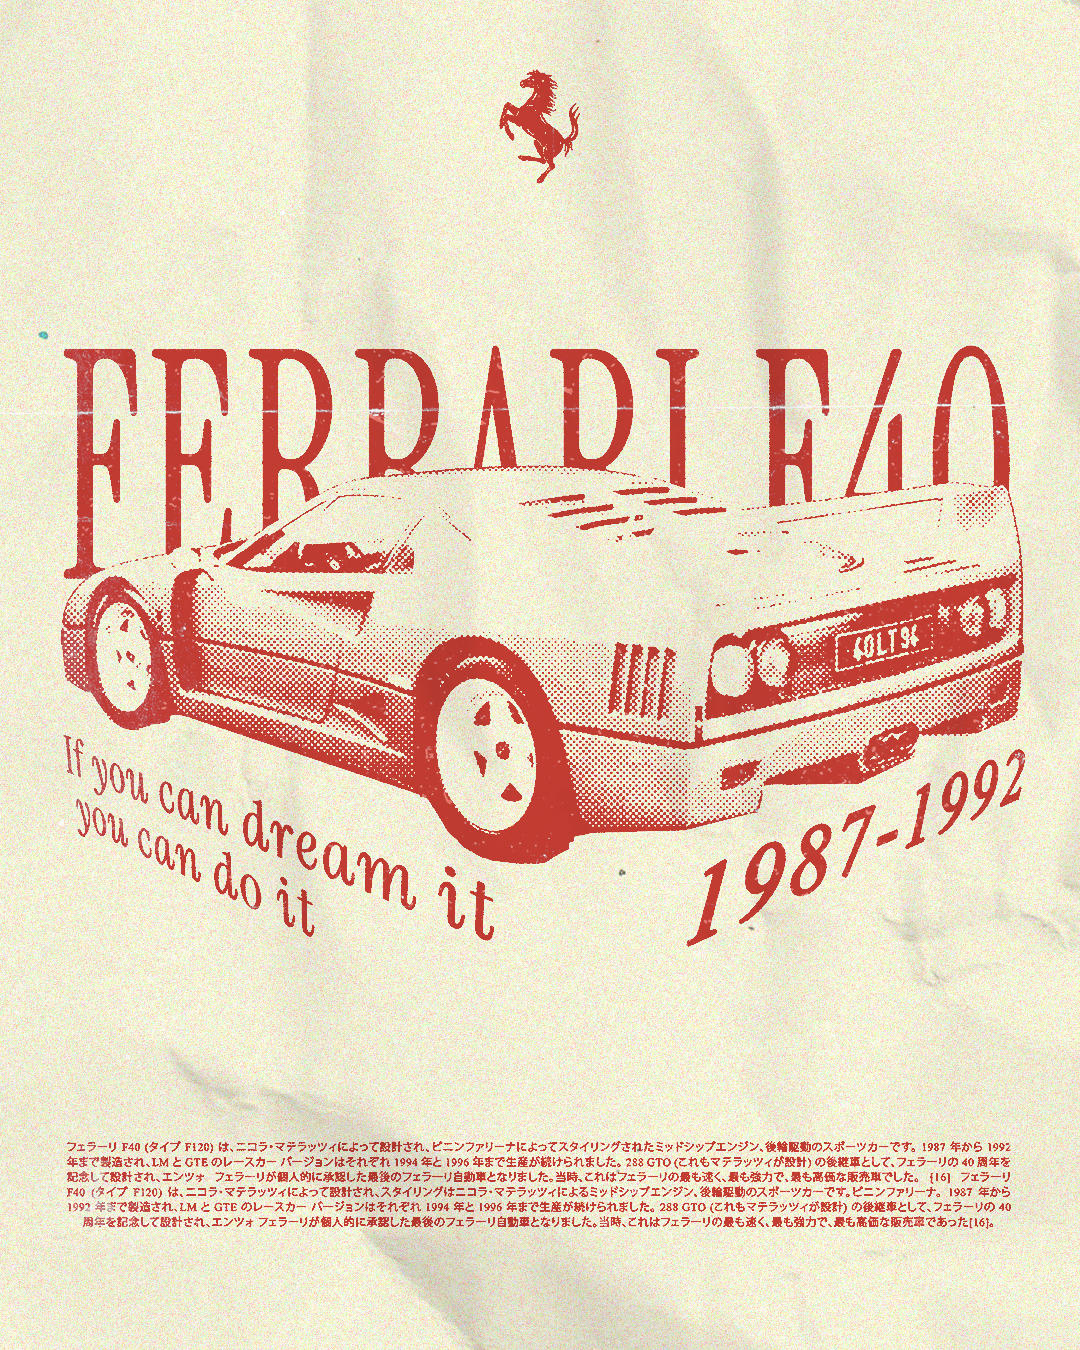 FERRARI F40
40LT94
If you can dream it
you can do it
1987-1992
フェラーリ F40 (タイプ F120) は、ニコラ・マテラッツィによって設計され、ピニンファリーナによってスタイリングされたミッドシップエンジン、後輪駆動のスポーツカーです。1987 年から 1992
年まで製造され、LM と GTE のレースカー バージョンはそれぞれ 1994 年と 1996 年まで生産が続けられました。288 GTO (これもマテラッツィが設計) の後継車として、フェラーリの 40 周年を
記念して設計され、エンツォ フェラーリが個人的に承認した最後のフェラーリ自動車となりました。当時、これはフェラーリの最も速く、最も強力で、最も高価な販売車でした。 [16] フェラーリ
F40 (タイプ F120) は、ニコラ・マテラッツィによって設計され、スタイリングはニコラ・マテラッツィによるミッドシップエンジン、後輪駆動のスポーツカーです。ピニンファリーナ。1987 年から
1992 年まで製造され、LM と GTE のレースカー バージョンはそれぞれ 1994 年と 1996 年まで生産が続けられました。288 GTO (これもマテラッツィが設計) の後継車として、フェラーリの 40
周年を記念して設計され、エンツォ フェラーリが個人的に承認した最後のフェラーリ自動車となりました。当時、これはフェラーリの最も速く、最も強力で、最も高価な販売車であった[16]。